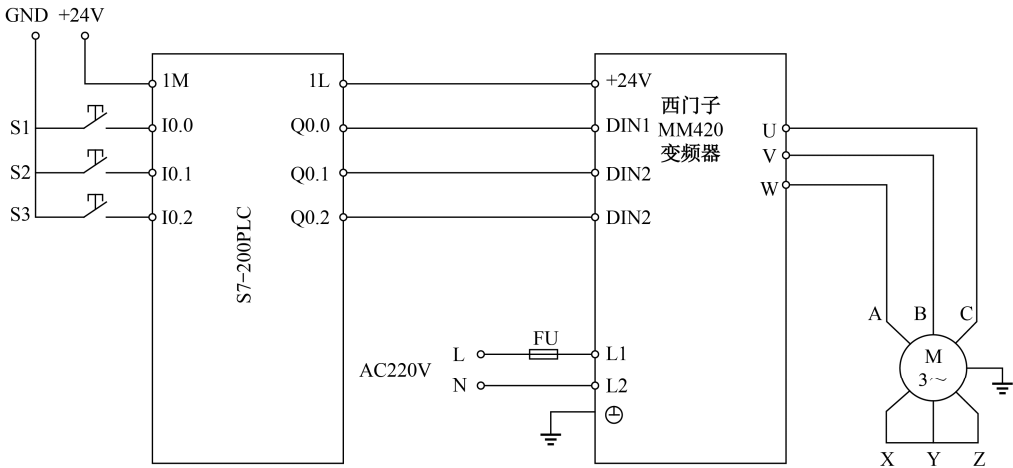 GND +24V
1M 1L +24V
S1 I0.0 Q0.0 DIN1
S2 I0.1 Q0.1 DIN2
S3 I0.2 Q0.2 DIN2
S7-200PLC
西门子
MM420
变频器
U
V
W
A B C
M
3~
X Y Z
AC220V
L FU L1
N L2